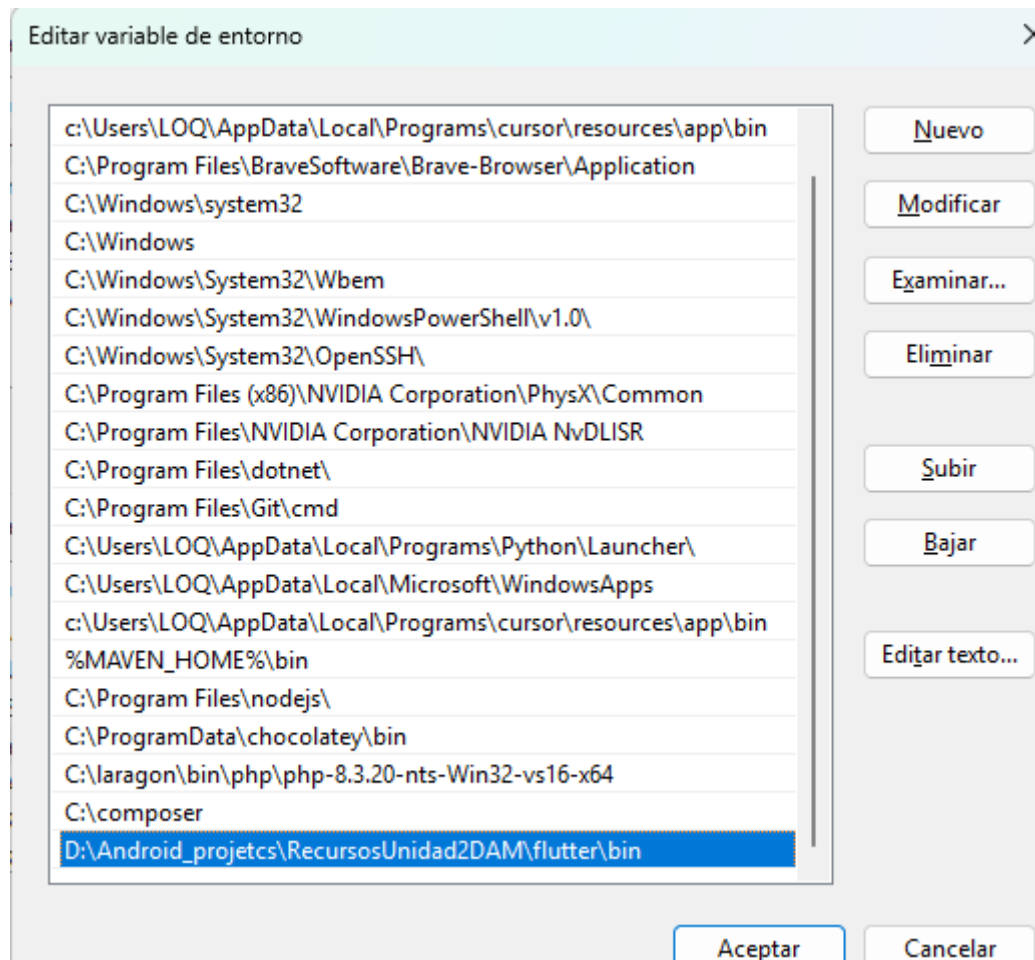 Editar variable de entorno
c:\Users\LOQ\AppData\Local\Programs\cursor\resources\app\bin
C:\Program Files\BraveSoftware\Brave-Browser\Application
C:\Windows\system32
C:\Windows
C:\Windows\System32\Wbem
C:\Windows\System32\WindowsPowerShell\v1.0\
C:\Windows\System32\OpenSSH\
C:\Program Files (x86)\NVIDIA Corporation\PhysX\Common
C:\Program Files\NVIDIA Corporation\NVIDIA NvDLISR
C:\Program Files\dotnet\
C:\Program Files\Git\cmd
C:\Users\LOQ\AppData\Local\Programs\Python\Launcher\
C:\Users\LOQ\AppData\Local\Microsoft\WindowsApps
c:\Users\LOQ\AppData\Local\Programs\cursor\resources\app\bin
%MAVEN_HOME%\bin
C:\Program Files\nodejs\
C:\ProgramData\chocolatey\bin
C:\laragon\bin\php\php-8.3.20-nts-Win32-vs16-x64
C:\composer
D:\Android_projetcs\RecursosUnidad2DAM\flutter\bin
Nuevo
Modificar
Examinar...
Eliminar
Subir
Bajar
Editar texto...
Aceptar
Cancelar